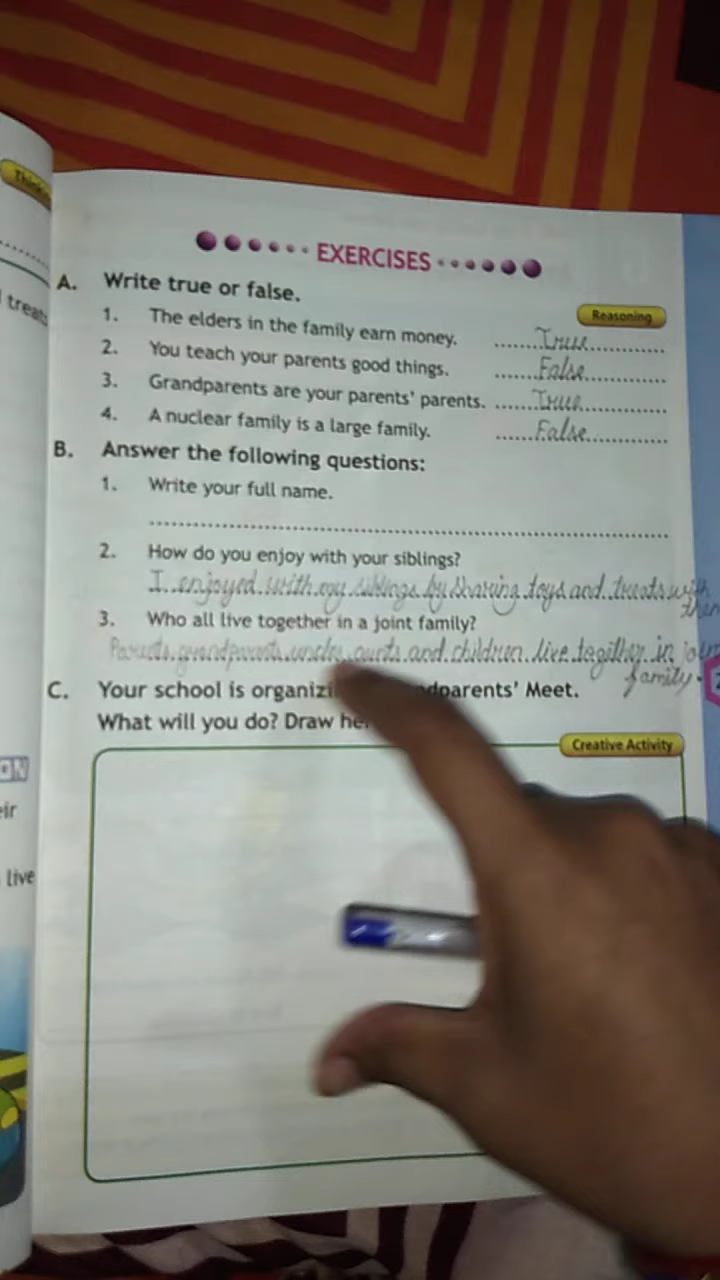 EXERCISES
A. Write true or false.
Reasoning
1. The elders in the family earn money. True
2. You teach your parents good things. False
3. Grandparents are your parents' parents. True
4. A nuclear family is a large family. False
B. Answer the following questions:
1. Write your full name.
2. How do you enjoy with your siblings?
I enjoyed with my siblings by sharing toys and treats with
them
3. Who all live together in a joint family?
Parents, grandparents, uncles, aunts and children live together in
family.
C. Your school is dparents' Meet.
What will you do? Draw
Creative Activity
treats
live